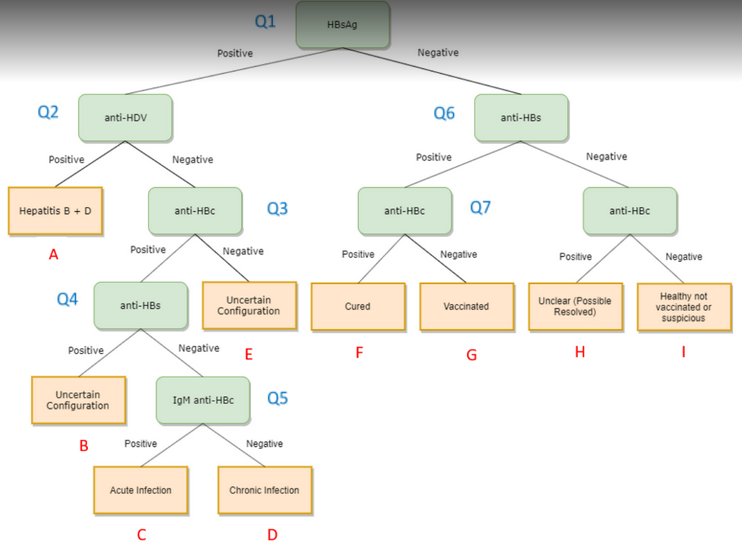 Q1
HBsAg
Positive
Negative
Q2
anti-HDV
Q6
anti-HBs
Positive
Negative
Positive
Negative
Hepatitis B + D
anti-HBc
Q3
anti-HBc
Q7
anti-HBc
A
Positive
Negative
Positive
Negative
Positive
Negative
Q4
anti-HBs
Uncertain
Configuration
Cured
Vaccinated
Unclear (Possible
Resolved)
Healthy not
vaccinated or
suspicious
Positive
Negative
E
F
G
H
I
Uncertain
Configuration
IgM anti-HBc
Q5
B
Positive
Negative
Acute Infection
Chronic Infection
C
D